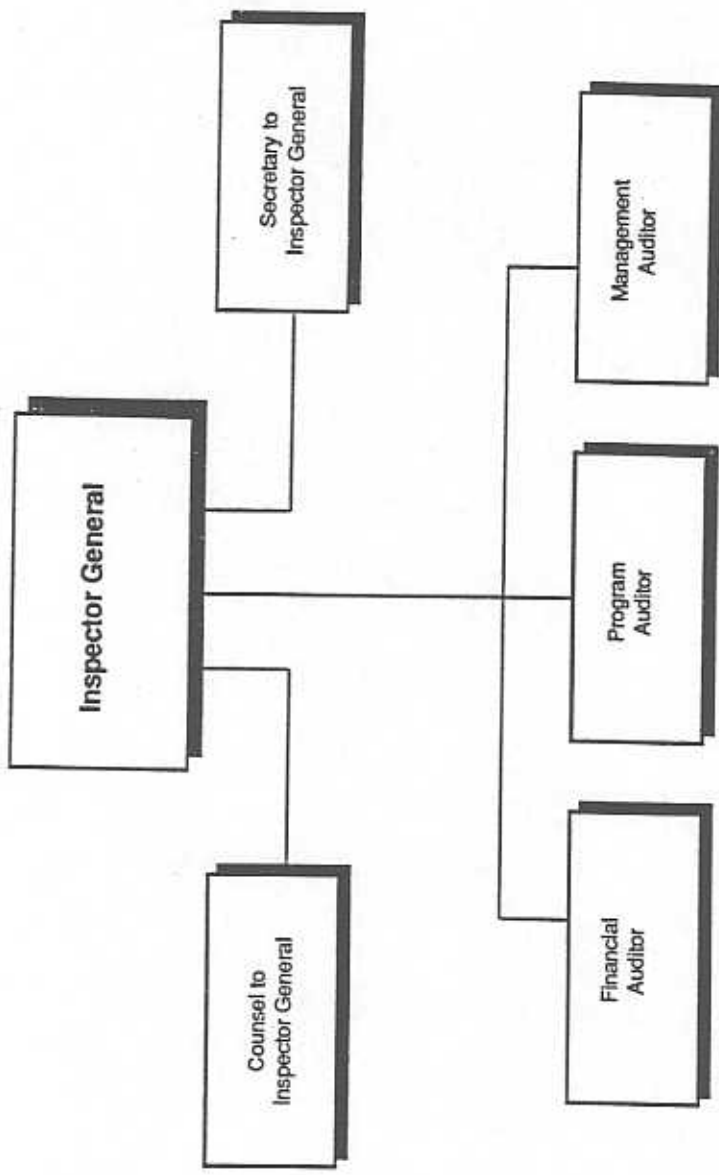 Inspector General
Counsel to
Inspector General
Secretary to
Inspector General
Financial
Auditor
Program
Auditor
Management
Auditor